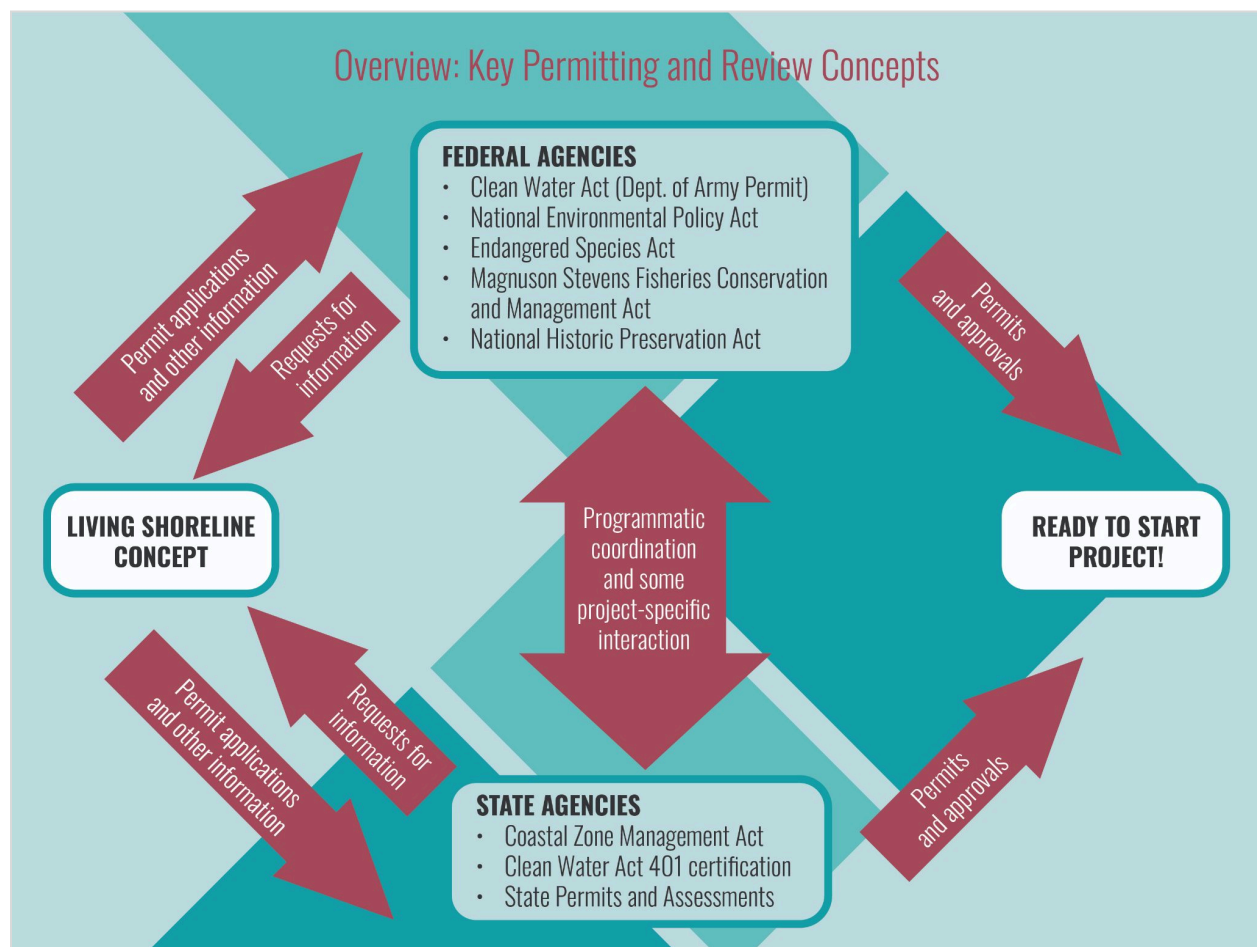 Overview: Key Permitting and Review Concepts
FEDERAL AGENCIES
• Clean Water Act (Dept. of Army Permit)
• National Environmental Policy Act
• Endangered Species Act
• Magnuson Stevens Fisheries Conservation
and Management Act
• National Historic Preservation Act
Permit applications
and other information
Requests for
information
Permits
and approvals
LIVING SHORELINE
CONCEPT
Programmatic
coordination
and some
project-specific
interaction
READY TO START
PROJECT!
Permit applications
and other information
Requests for
information
Permits
and approvals
STATE AGENCIES
• Coastal Zone Management Act
• Clean Water Act 401 certification
• State Permits and Assessments